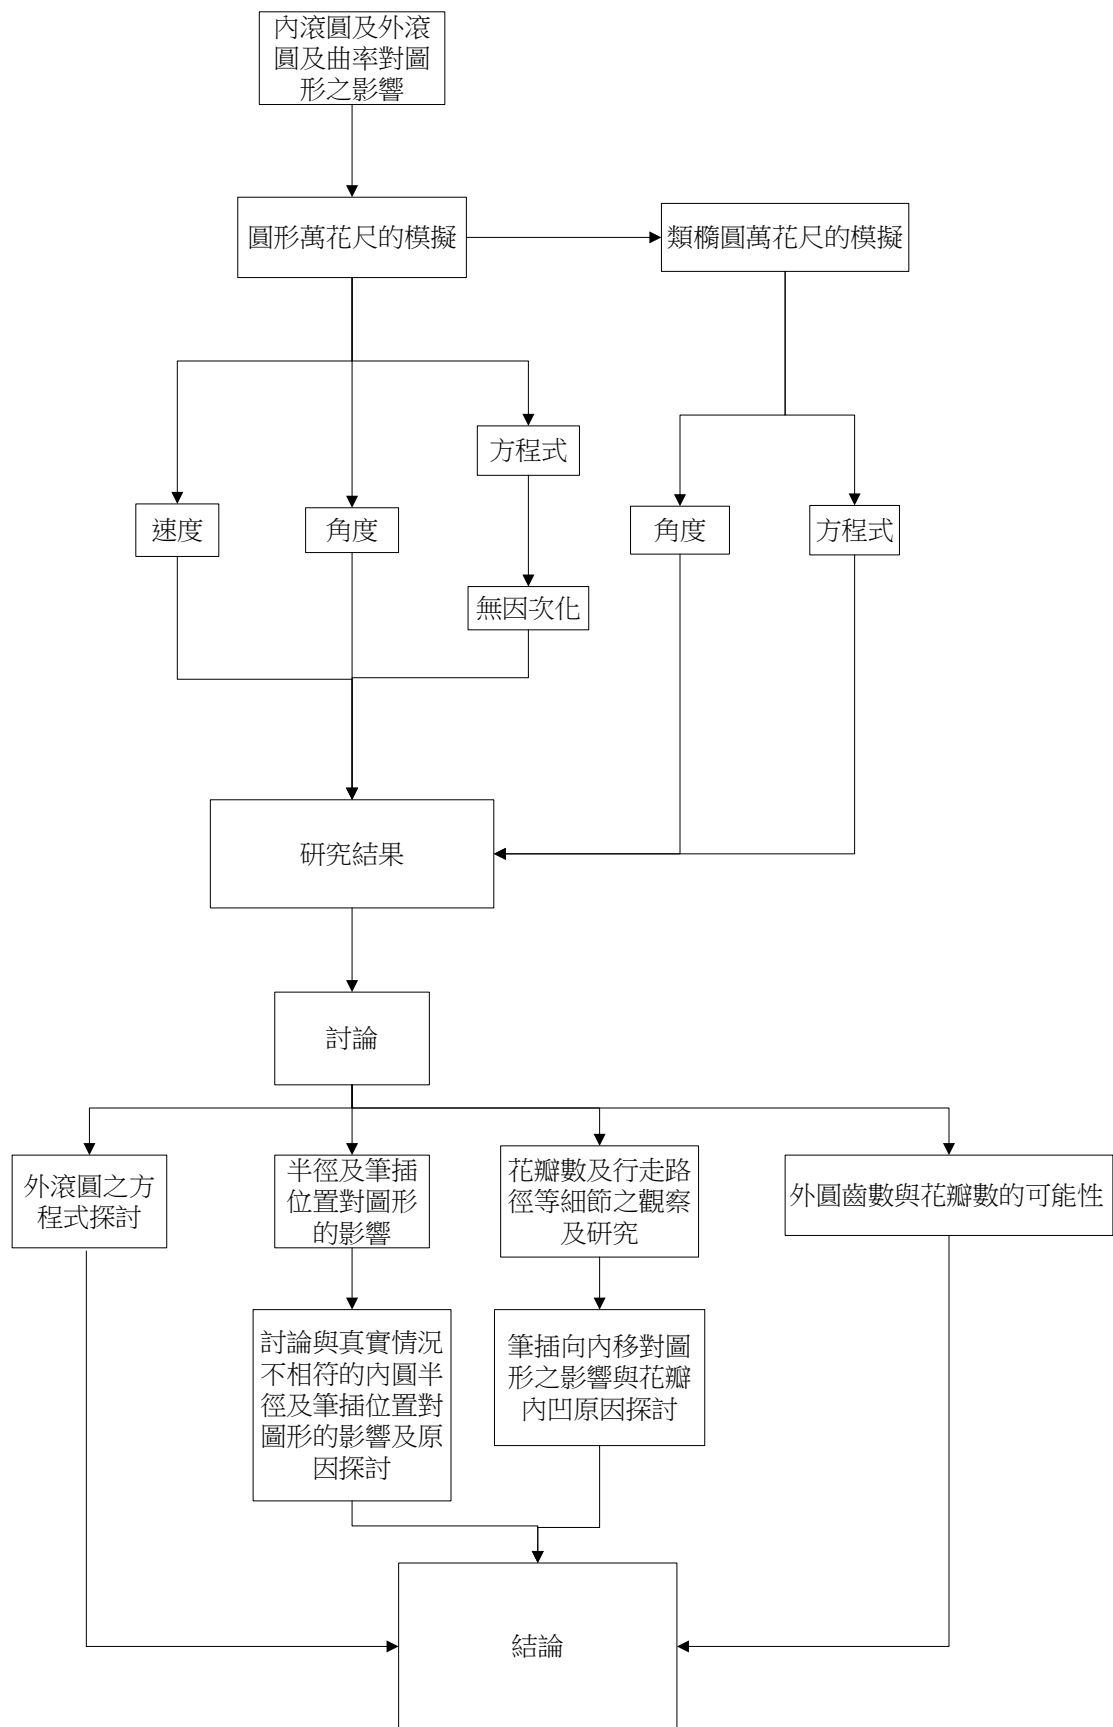 內滾圓及外滾
圓及曲率對圖
形之影響
圓形萬花尺的模擬
類橢圓萬花尺的模擬
方程式
速度
角度
角度
方程式
無因次化
研究結果
討論
外滾圓之方
程式探討
半徑及筆插
位置對圖形
的影響
花瓣數及行走路
徑等細節之觀察
及研究
外圓齒數與花瓣數的可能性
討論與真實情況
不相符的內圓半
徑及筆插位置對
圖形的影響及原
因探討
筆插向內移對圖
形之影響與花瓣
內凹原因探討
結論